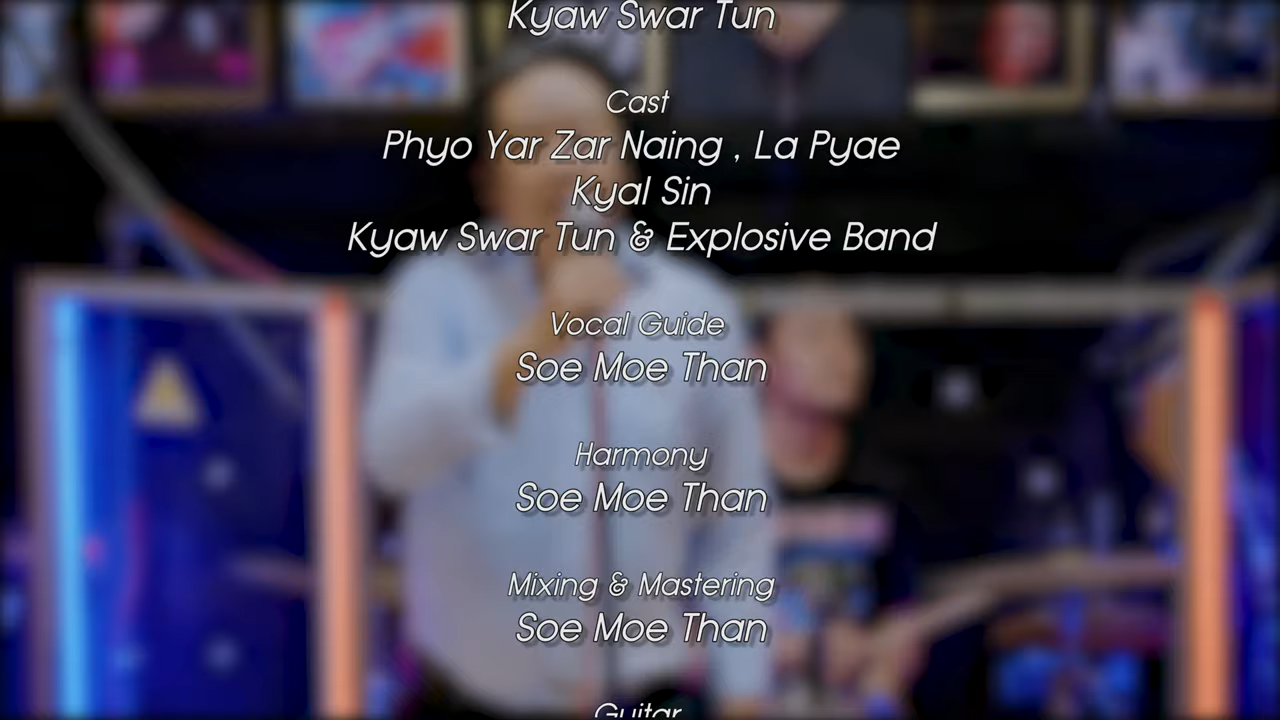 Kyaw Swar Tun
Cast
Phyo Yar Zar Naing , La Pyae
Kyal Sin
Kyaw Swar Tun & Explosive Band
Vocal Guide
Soe Moe Than
Harmony
Soe Moe Than
Mixing & Mastering
Soe Moe Than
Guitar